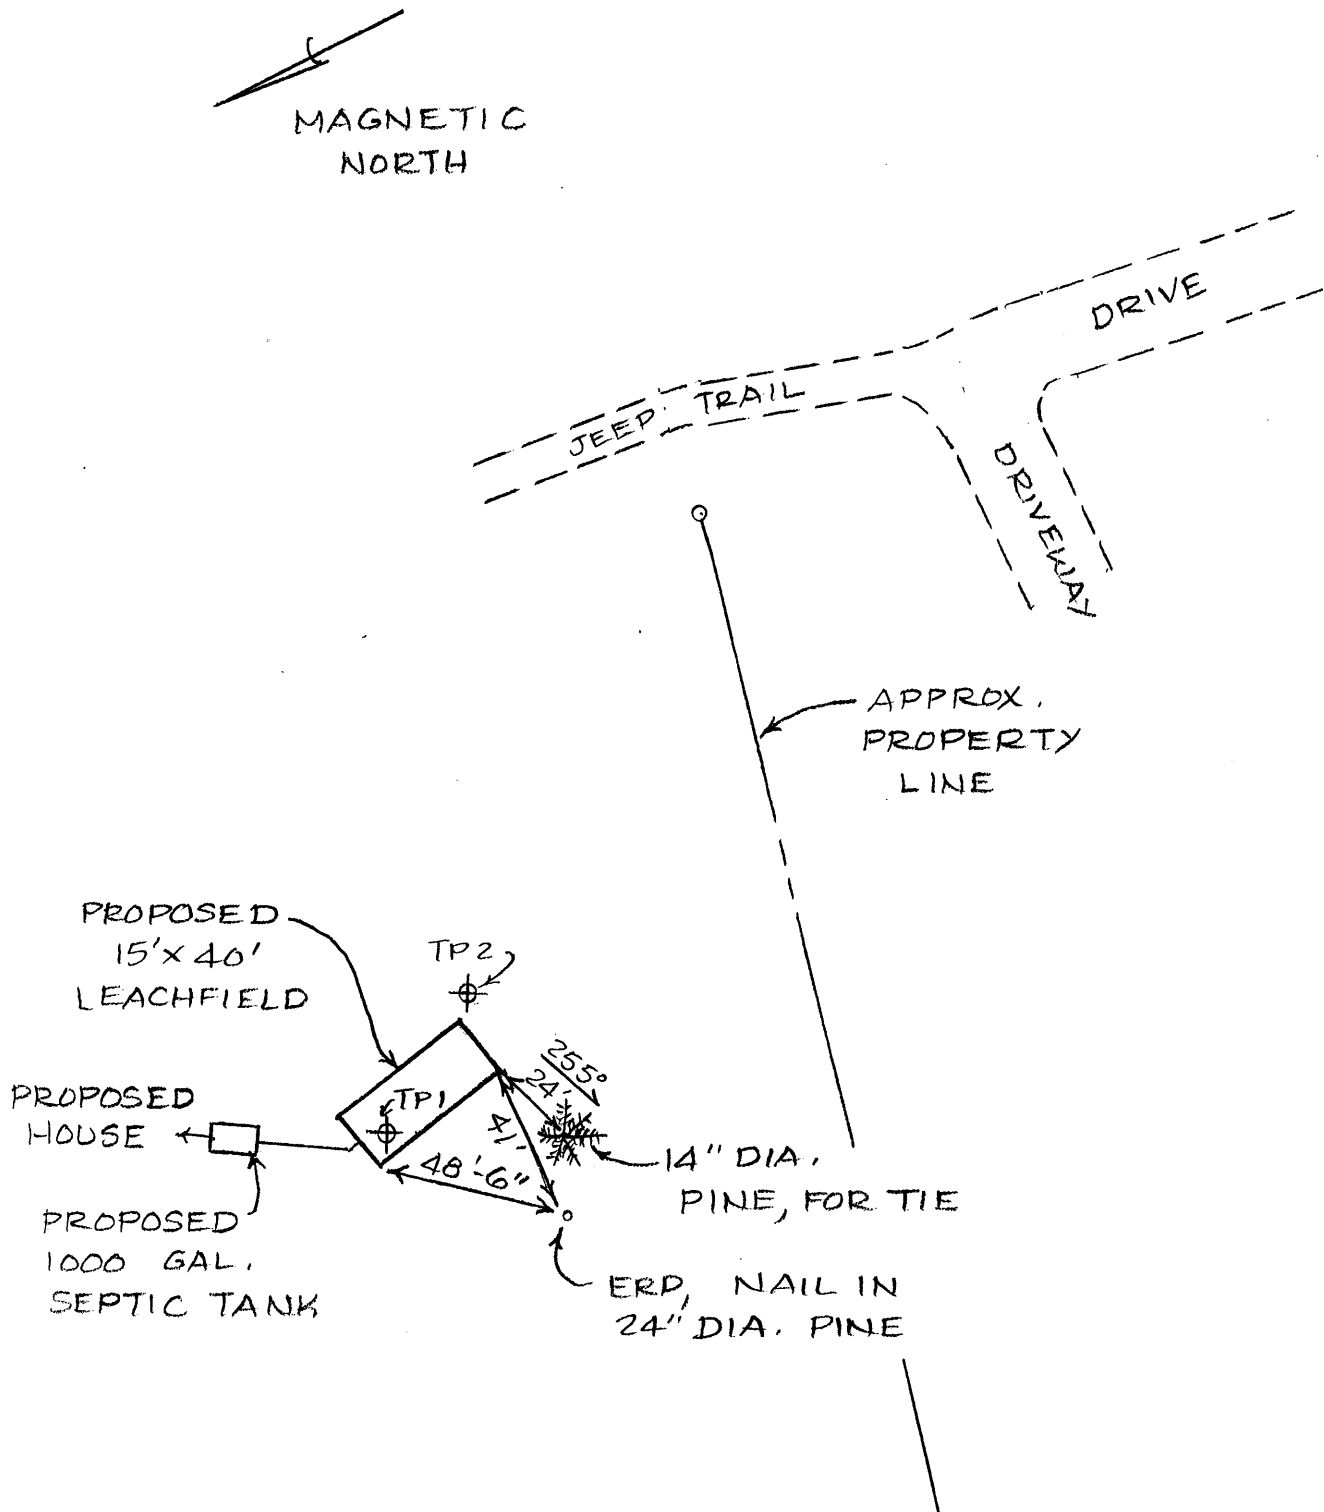 MAGNETIC
NORTH
DRIVE
JEEP TRAIL
DRIVEWAY
APPROX.
PROPERTY
LINE
PROPOSED
15' X 40'
LEACHFIELD
TP2
255°
24'
TP1
41'
48'-6"
PROPOSED
HOUSE
14" DIA.
PINE, FOR TIE
PROPOSED
1000 GAL.
SEPTIC TANK
ERP, NAIL IN
24" DIA. PINE